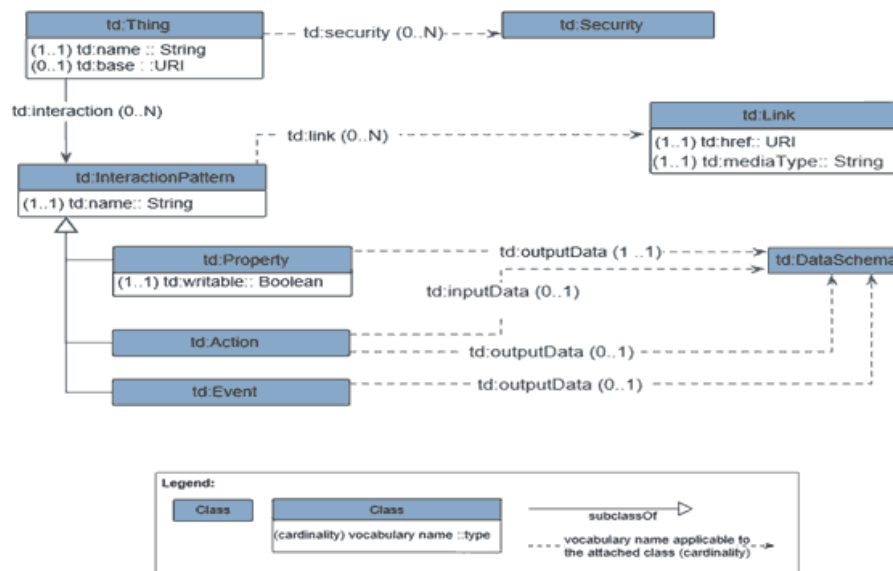 td:Thing
td:security (0..N)
td:Security
(1..1) td:name :: String
(0..1) td:base : :URI
td:interaction (0..N)
td:link (0..N)
td:Link
(1..1) td:href:: URI
(1..1) td:mediaType:: String
td:InteractionPattern
(1..1) td:name:: String
td:Property
(1..1) td:writable:: Boolean
td:outputData (1 ..1)
td:DataSchema
td:inputData (0..1)
td:Action
td:outputData (0..1)
td:Event
td:outputData (0..1)
Legend:
Class
Class
(cardinality) vocabulary name ::type
subclassOf
vocabulary name applicable to
the attached class (cardinality)